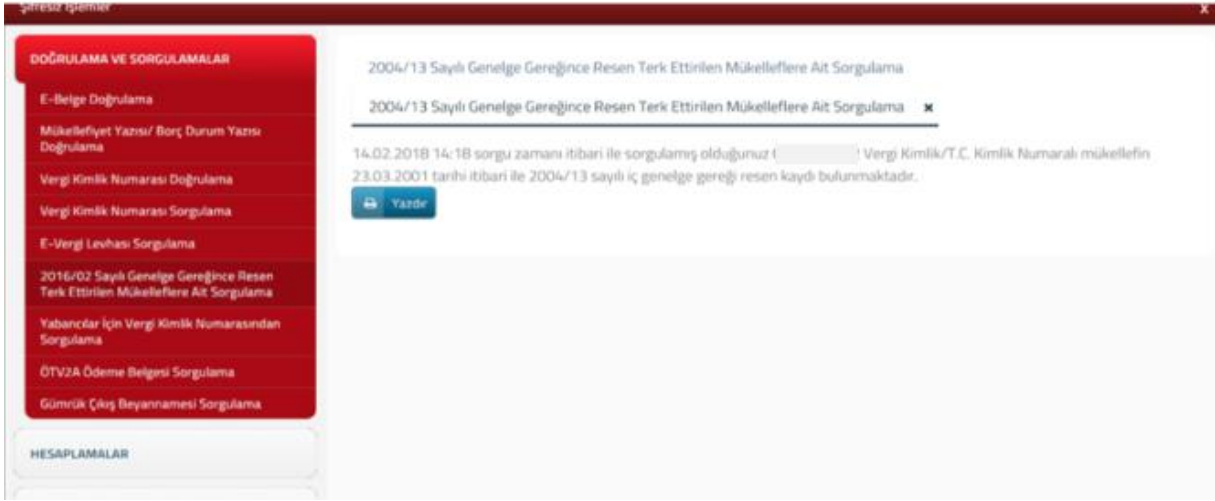 Şifresiz İşlemler
x
DOĞRULAMA VE SORGULAMALAR
E-Belge Doğrulama
Mükellefiyet Yazısı/ Borç Durum Yazısı
Doğrulama
Vergi Kimlik Numarası Doğrulama
Vergi Kimlik Numarası Sorgulama
E-Vergi Levhası Sorgulama
2016/02 Sayılı Genelge Gereğince Resen
Terk Ettirilen Mükelleflere Ait Sorgulama
Yabancılar İçin Vergi Kimlik Numarasından
Sorgulama
ÖTV2A Ödeme Belgesi Sorgulama
Gümrük Çıkış Beyannamesi Sorgulama
HESAPLAMALAR
2004/13 Sayılı Genelge Gereğince Resen Terk Ettirilen Mükelleflere Ait Sorgulama
2004/13 Sayılı Genelge Gereğince Resen Terk Ettirilen Mükelleflere Ait Sorgulama ×
14.02.2018 14:18 sorgu zamanı itibari ile sorgulamış olduğunuz Vergi Kimlik/T.C. Kimlik Numaralı mükellefin
23.03.2001 tarihi itibari ile 2004/13 sayılı iç genelge gereği resen kaydı bulunmaktadır.
Yazdır